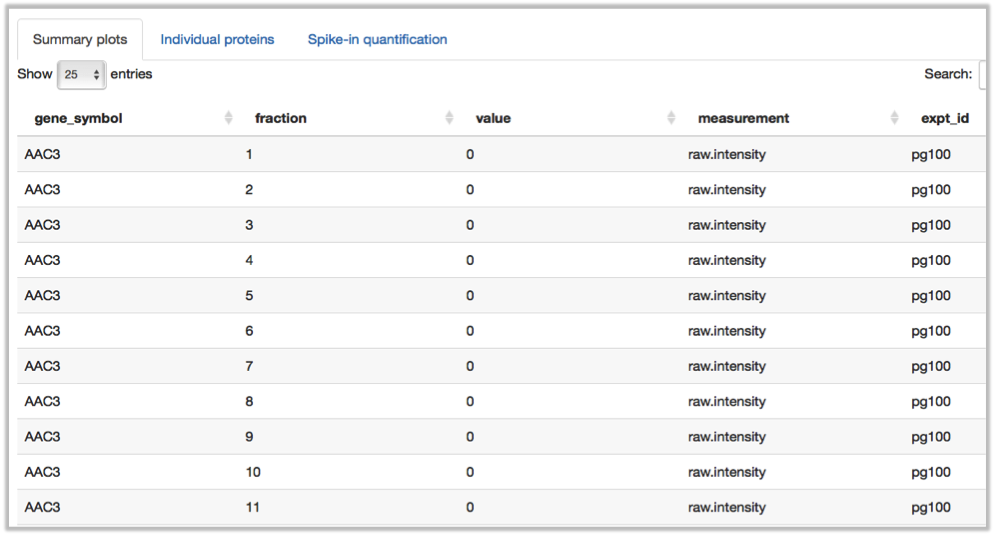 Summary plots Individual proteins Spike-in quantification
Show 25 entries Search:
gene_symbol fraction value measurement expt_id
AAC3 1 0 raw.intensity pg100
AAC3 2 0 raw.intensity pg100
AAC3 3 0 raw.intensity pg100
AAC3 4 0 raw.intensity pg100
AAC3 5 0 raw.intensity pg100
AAC3 6 0 raw.intensity pg100
AAC3 7 0 raw.intensity pg100
AAC3 8 0 raw.intensity pg100
AAC3 9 0 raw.intensity pg100
AAC3 10 0 raw.intensity pg100
AAC3 11 0 raw.intensity pg100